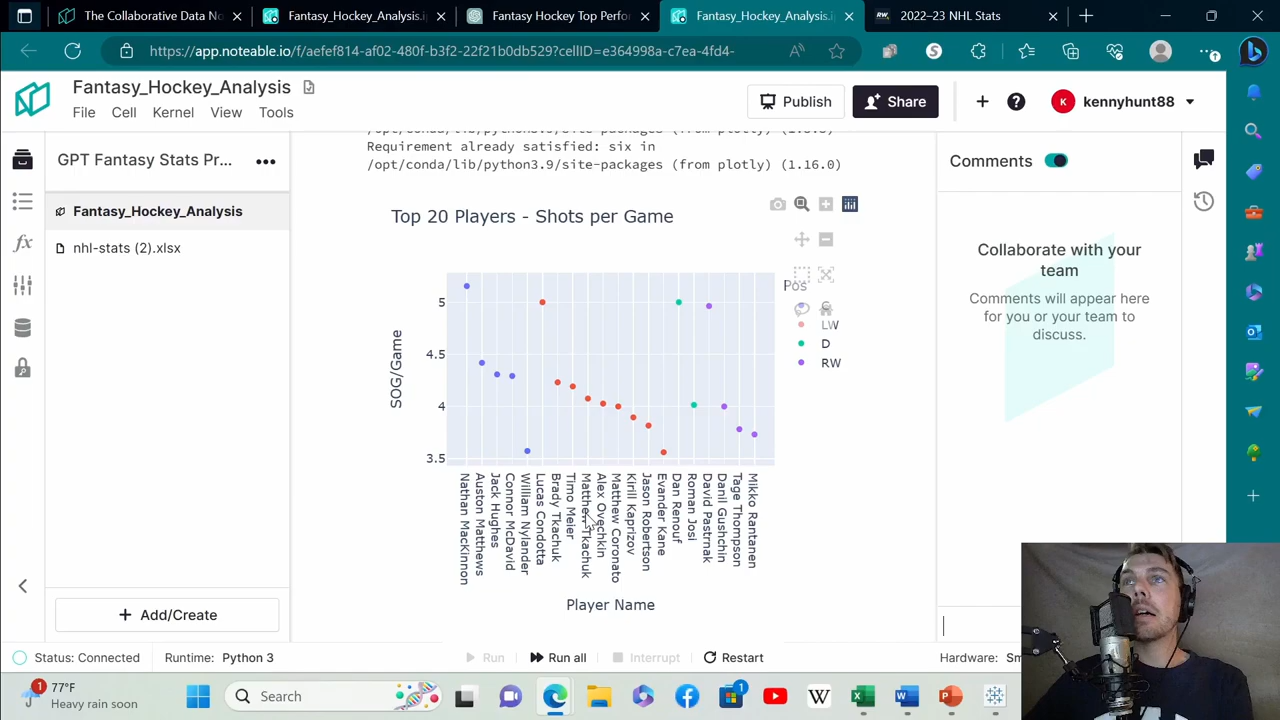 The Collaborative Data No
Fantasy_Hockey_Analysis.i
Fantasy Hockey Top Perfo
Fantasy_Hockey_Analysis.i
RW
2022–23 NHL Stats
https://app.noteable.io/f/aefef814-af02-480f-b3f2-22f21b0db529?cellID=e364998a-c7ea-4fd4-
Fantasy_Hockey_Analysis
File Cell Kernel View Tools
Publish
Share
K kennyhunt88
GPT Fantasy Stats Pr...
Fantasy_Hockey_Analysis
nhl-stats (2).xlsx
Requirement already satisfied: six in
/opt/conda/lib/python3.9/site-packages (from plotly) (1.16.0)
Top 20 Players - Shots per Game
Pos
LW
D
RW
5
4.5
4
3.5
SOG/Game
Nathan MacKinnon
Auston Matthews
Jack Hughes
Connor McDavid
William Nylander
Lucas Condotta
Brady Tkachuk
Timo Meier
Matthew Tkachuk
Alex Ovechkin
Matthew Coronato
Kirill Kaprizov
Jason Robertson
Evander Kane
Dan Renouf
Roman Josi
David Pastrnak
Danil Gushchin
Tage Thompson
Mikko Rantanen
Player Name
Comments
Collaborate with your
team
Comments will appear here
for you or your team to
discuss.
Add/Create
Status: Connected
Runtime: Python 3
Run
Run all
Interrupt
Restart
Hardware: Sm
1
77°F
Heavy rain soon
Search
1